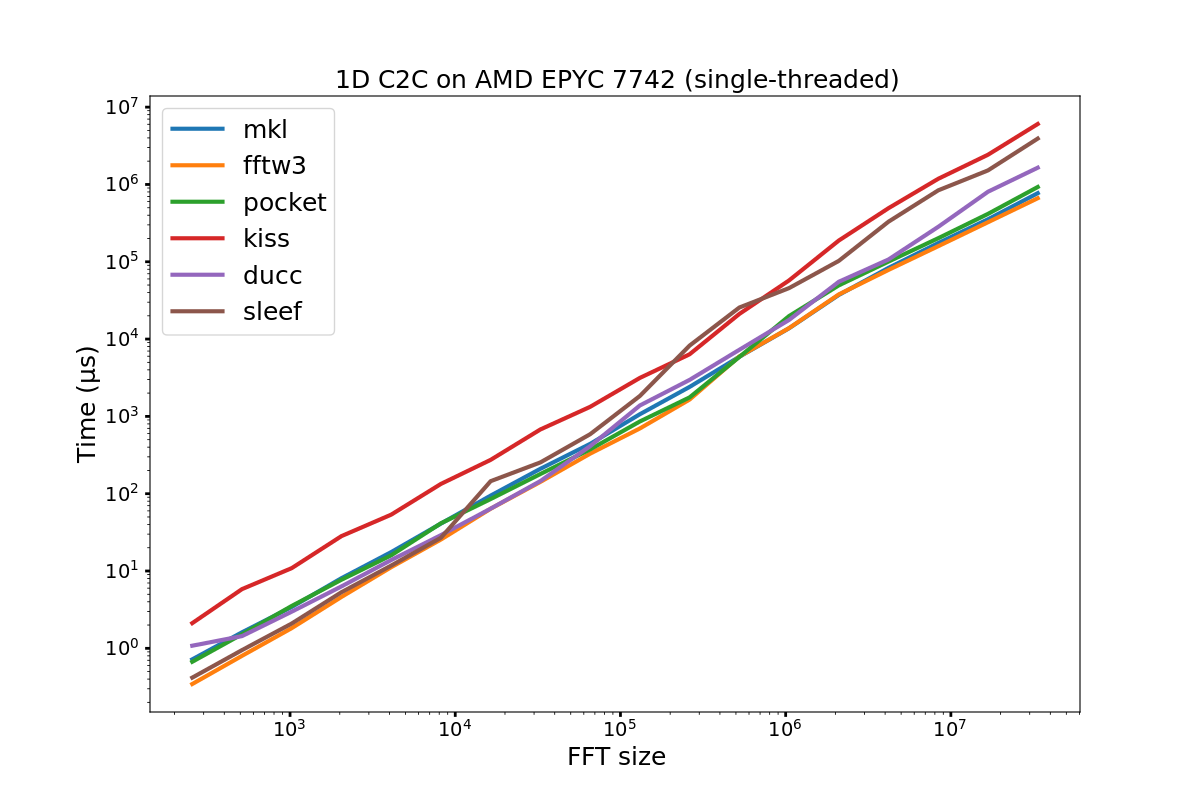 1D C2C on AMD EPYC 7742 (single-threaded)
mkl
fftw3
pocket
kiss
ducc
sleef
Time (µs)
10⁷
10⁶
10⁵
10⁴
10³
10²
10¹
10⁰
10³ 10⁴ 10⁵ 10⁶ 10⁷
FFT size